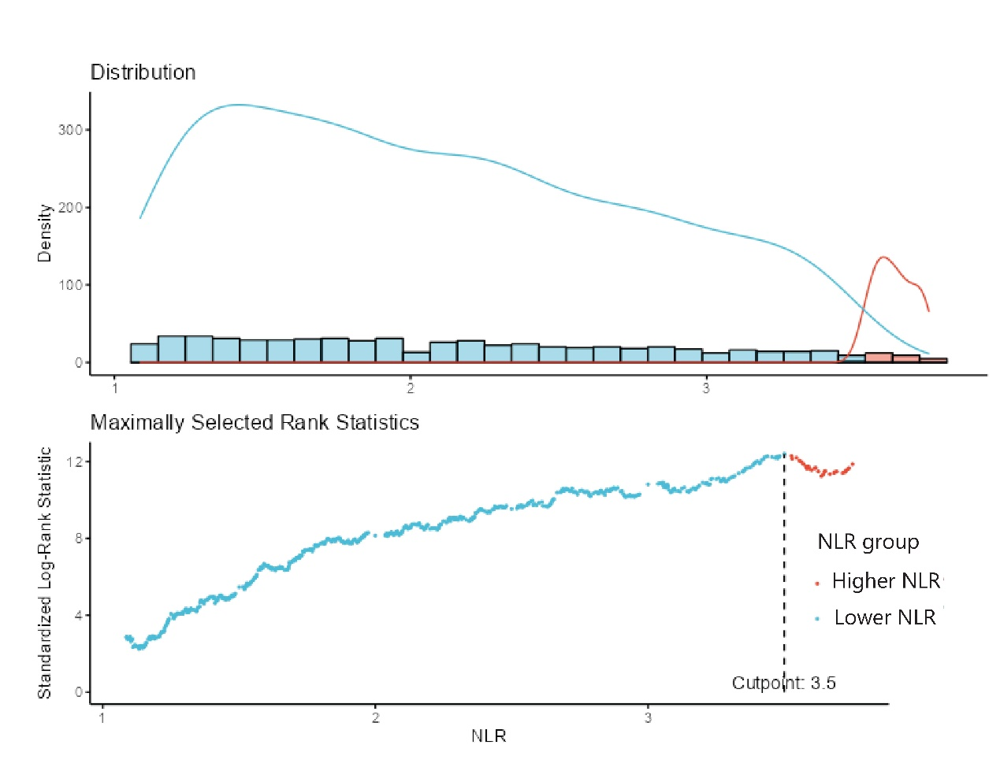 Distribution
Density
300
200
100
0
1 2 3
Maximally Selected Rank Statistics
Standardized Log-Rank Statistic
12
8
4
0
NLR group
Higher NLR
Lower NLR
Cutpoint: 3.5
1 2 3
NLR